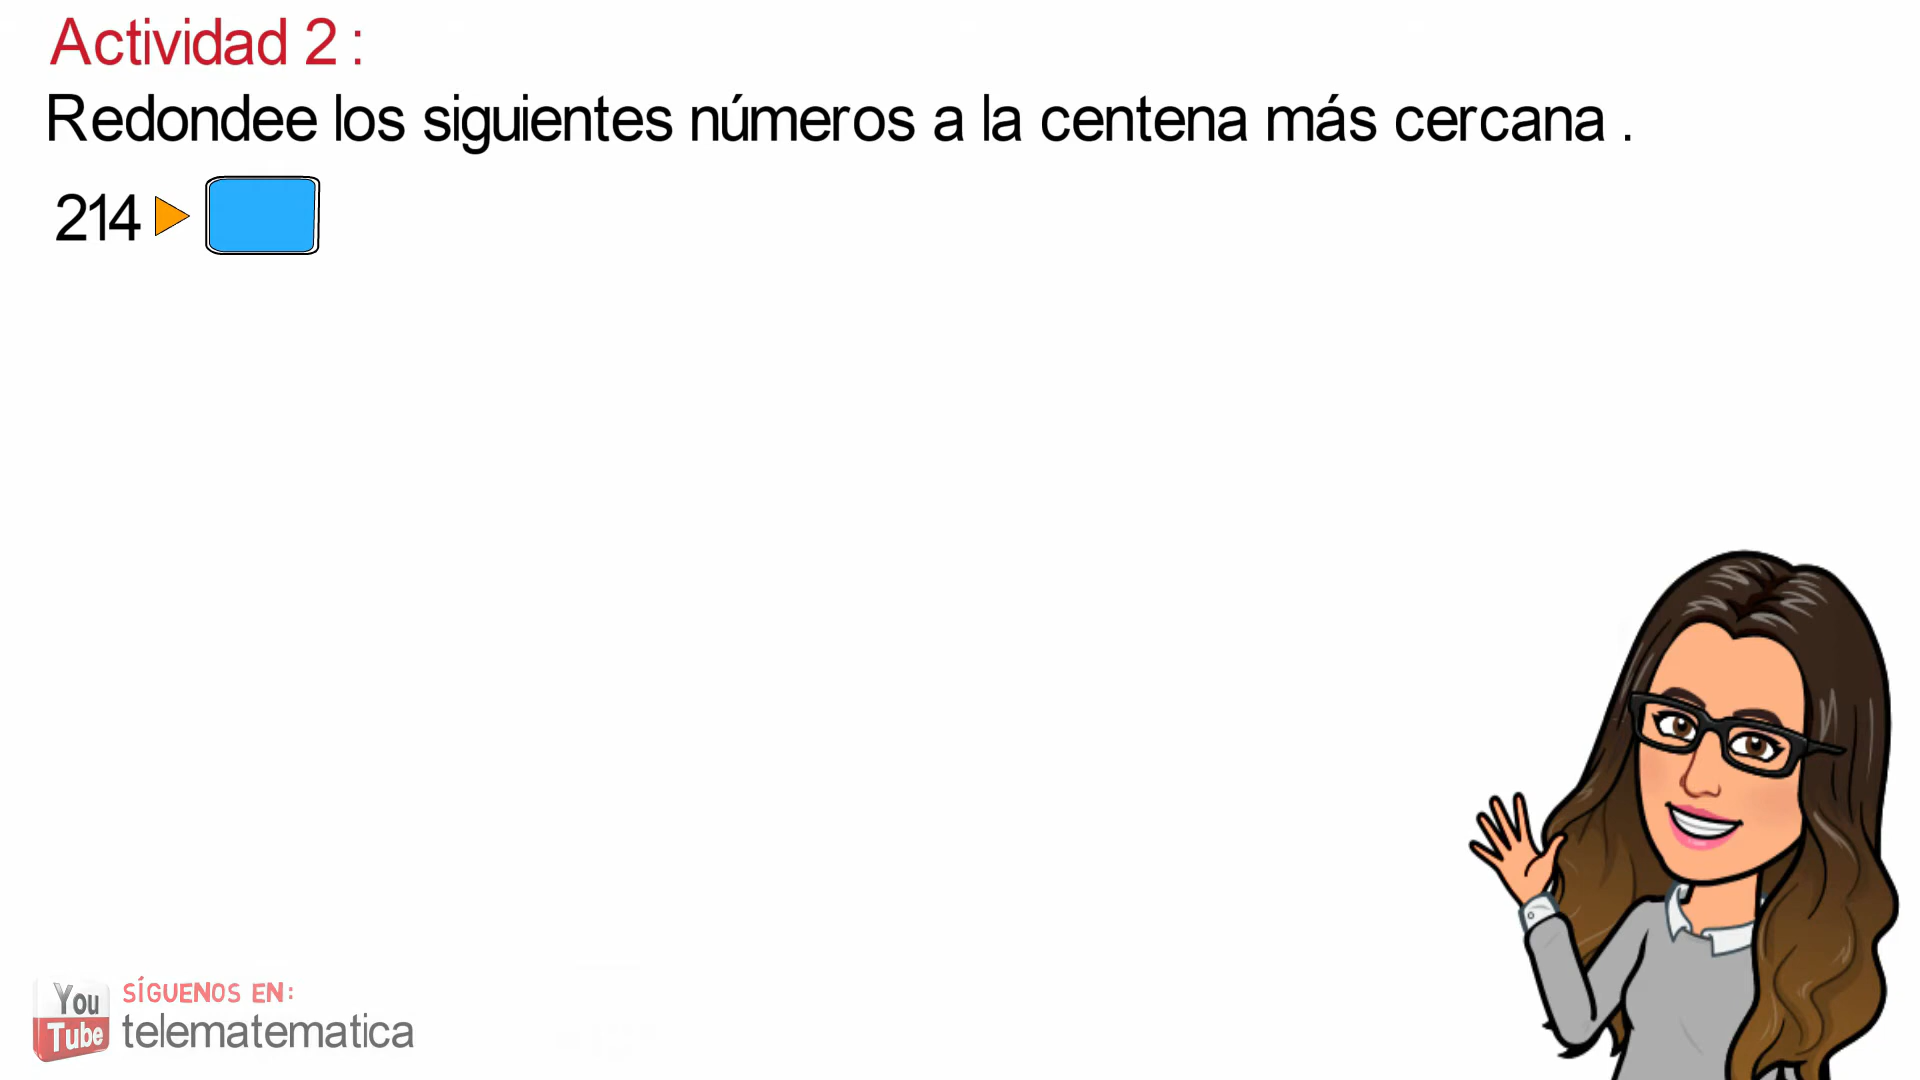 Actividad 2 :
Redondee los siguientes números a la centena más cercana .
214
You
Tube
SÍGUENOS EN:
telematematica